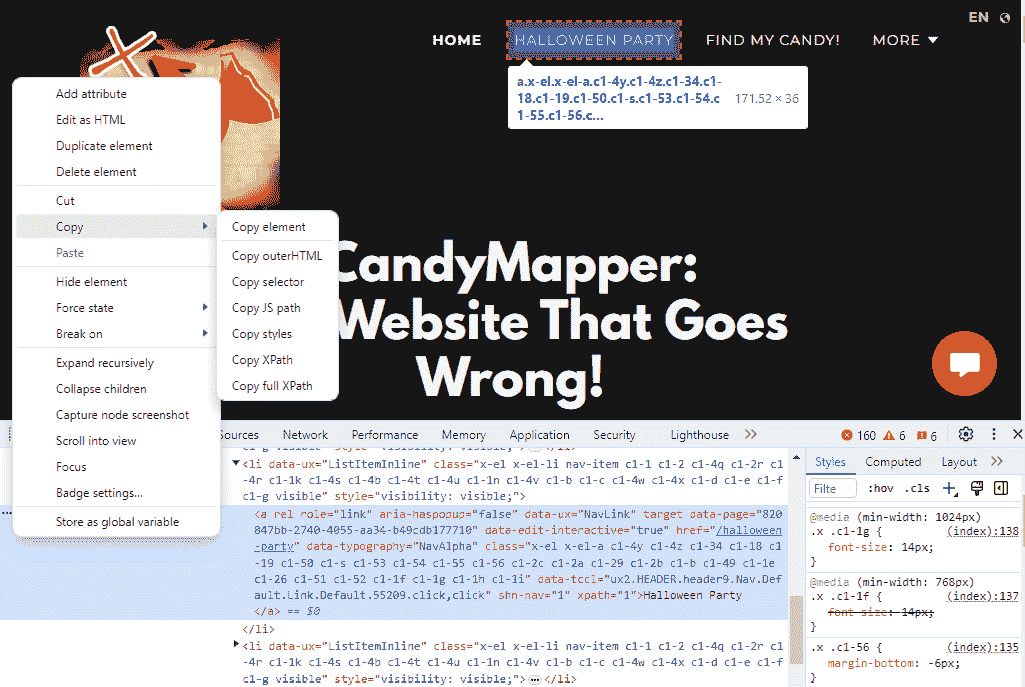 EN
HOME HALLOWEEN PARTY FIND MY CANDY! MORE
a.x-el.x-el-a.c1-4y.c1-4z.c1-34.c1-
18.c1-19.c1-50.c1-s.c1-53.c1-54.c
1-55.c1-56.c...
171.52 × 36
CandyMapper:
Website That Goes
Wrong!
Add attribute
Edit as HTML
Duplicate element
Delete element
Cut
Copy
Paste
Hide element
Force state
Break on
Expand recursively
Collapse children
Capture node screenshot
Scroll into view
Focus
Badge settings...
Store as global variable
Copy element
Copy outerHTML
Copy selector
Copy JS path
Copy styles
Copy XPath
Copy full XPath
Sources Network Performance Memory Application Security Lighthouse 160 6 6
<li data-ux="ListItemInline" class="x-el x-el-li nav-item c1-1 c1-2 c1-4q c1-2r c1
-4r c1-1k c1-4s c1-4b c1-4t c1-4u c1-1n c1-4v c1-b c1-c c1-4w c1-4x c1-d c1-e c1-f
c1-g visible" style="visibility: visible;">
<a rel role="link" aria-haspopup="false" data-ux="NavLink" target data-page="820
847bb-2740-4055-aa34-b49cdb177710" data-edit-interactive="true" href="/halloween
-party" data-typography="NavAlpha" class="x-el x-el-a c1-4y c1-4z c1-34 c1-18 c1
-19 c1-50 c1-s c1-53 c1-54 c1-55 c1-56 c1-2c c1-2a c1-29 c1-2b c1-b c1-49 c1-1e
c1-26 c1-51 c1-52 c1-1f c1-1g c1-1h c1-1i" data-tccl="ux2.HEADER.header9.Nav.Def
ault.Link.Default.55209.click,click" shn-nav="1" xpath="1">Halloween Party
</a> == $0
</li>
<li data-ux="ListItemInline" class="x-el x-el-li nav-item c1-1 c1-2 c1-4q c1-2r c1
-4r c1-1k c1-4s c1-4b c1-4t c1-4u c1-1n c1-4v c1-b c1-c c1-4w c1-4x c1-d c1-e c1-f
c1-g visible" style="visibility: visible;">…</li>
Styles Computed Layout
Filte :hov .cls
@media (min-width: 1024px)
.x .c1-1g { (index):138
font-size: 14px;
}
@media (min-width: 768px)
.x .c1-1f { (index):137
font-size: 14px;
}
.x .c1-56 { (index):135
margin-bottom: -6px;
}